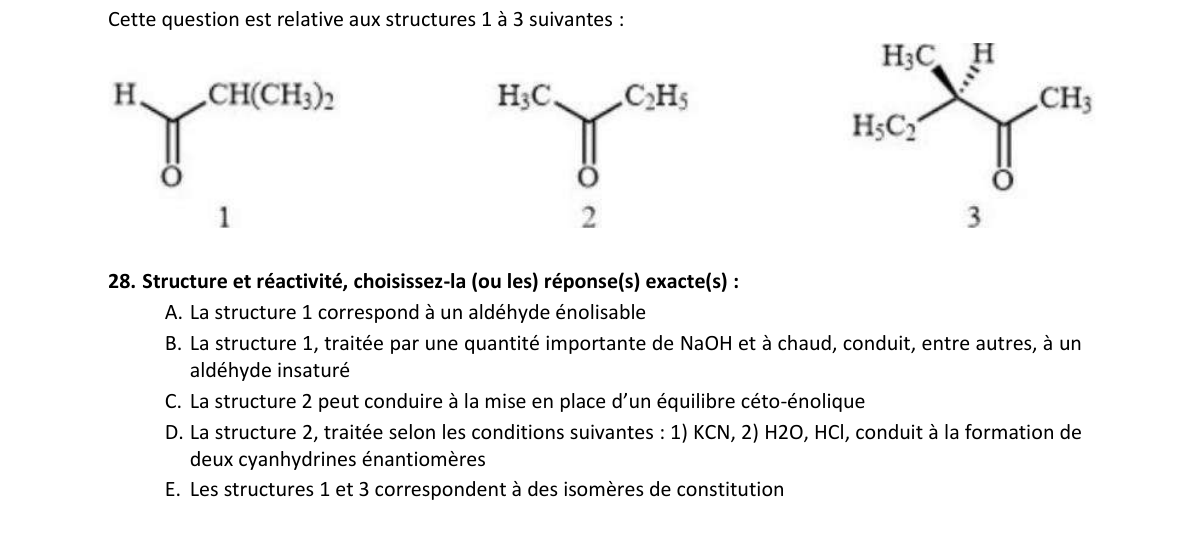 Cette question est relative aux structures 1 à 3 suivantes :
H₃C H
H CH(CH₃)₂ H₃C C₂H₅ CH₃
H₅C₂
O O O
1 2 3
28. Structure et réactivité, choisissez-la (ou les) réponse(s) exacte(s) :
A. La structure 1 correspond à un aldéhyde énolisable
B. La structure 1, traitée par une quantité importante de NaOH et à chaud, conduit, entre autres, à un
aldéhyde insaturé
C. La structure 2 peut conduire à la mise en place d’un équilibre céto-énolique
D. La structure 2, traitée selon les conditions suivantes : 1) KCN, 2) H2O, HCl, conduit à la formation de
deux cyanhydrines énantiomères
E. Les structures 1 et 3 correspondent à des isomères de constitution